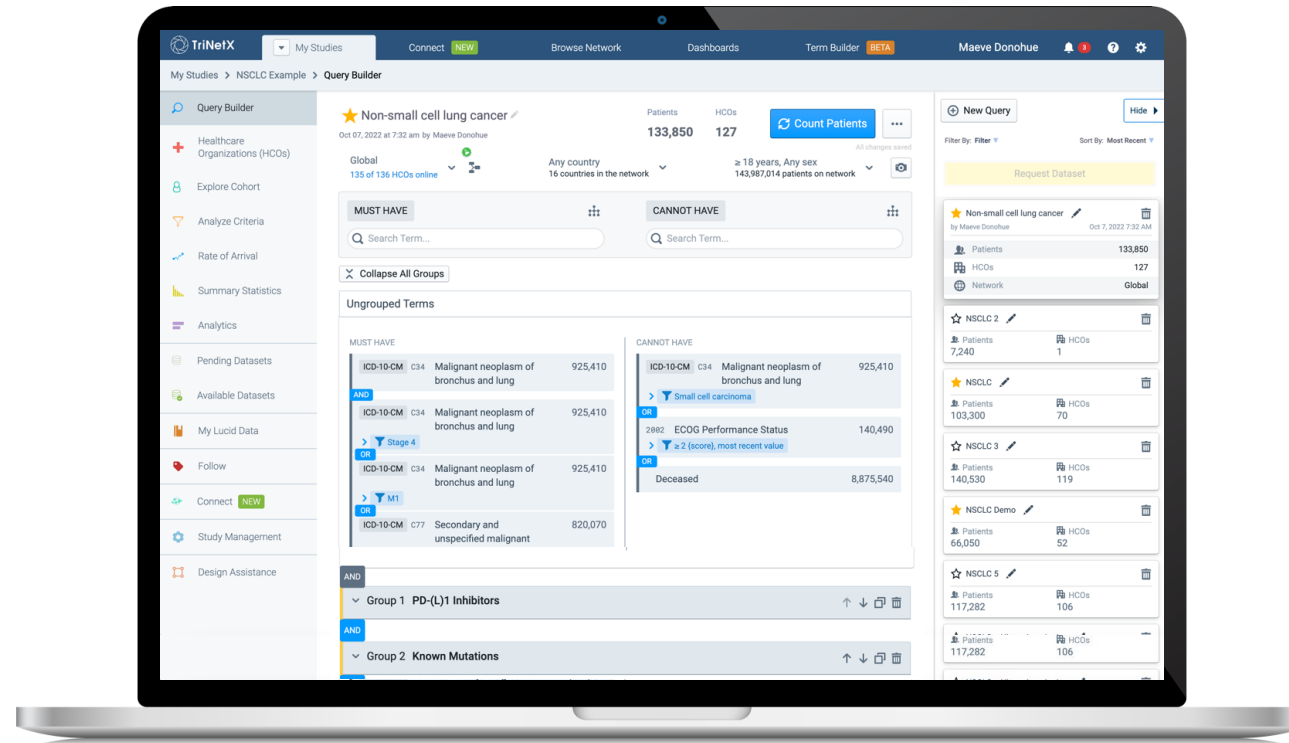 TriNetX
My Studies
Connect NEW
Browse Network
Dashboards
Term Builder BETA
Maeve Donohue
3
?
My Studies > NSCLC Example > Query Builder
Query Builder
Healthcare
Organizations (HCOs)
Explore Cohort
Analyze Criteria
Rate of Arrival
Summary Statistics
Analytics
Pending Datasets
Available Datasets
My Lucid Data
Follow
Connect NEW
Study Management
Design Assistance
Non-small cell lung cancer
Oct 07, 2022 at 7:32 am by Maeve Donohue
Patients
133,850
HCOs
127
Count Patients
...
All changes saved
Global
135 of 136 HCOs online
Any country
16 countries in the network
≥ 18 years, Any sex
143,987,014 patients on network
MUST HAVE
Search Term...
CANNOT HAVE
Search Term...
Collapse All Groups
Ungrouped Terms
MUST HAVE
ICD-10-CM C34 Malignant neoplasm of 925,410
bronchus and lung
AND
ICD-10-CM C34 Malignant neoplasm of 925,410
bronchus and lung
Stage 4
OR
ICD-10-CM C34 Malignant neoplasm of 925,410
bronchus and lung
M1
OR
ICD-10-CM C77 Secondary and 820,070
unspecified malignant
CANNOT HAVE
ICD-10-CM C34 Malignant neoplasm of 925,410
bronchus and lung
Small cell carcinoma
OR
2002 ECOG Performance Status 140,490
≥ 2 {score}, most recent value
OR
Deceased 8,875,540
AND
Group 1 PD-(L)1 Inhibitors
AND
Group 2 Known Mutations
New Query
Hide
Filter By: Filter
Sort By: Most Recent
Request Dataset
Non-small cell lung cancer
by Maeve Donohue Oct 7, 2022 7:32 AM
Patients 133,850
HCOs 127
Network Global
NSCLC 2
Patients HCOs
7,240 1
NSCLC
Patients HCOs
103,300 70
NSCLC 3
Patients HCOs
140,530 119
NSCLC Demo
Patients HCOs
66,050 52
NSCLC 5
Patients HCOs
117,282 106
Patients HCOs
117,282 106